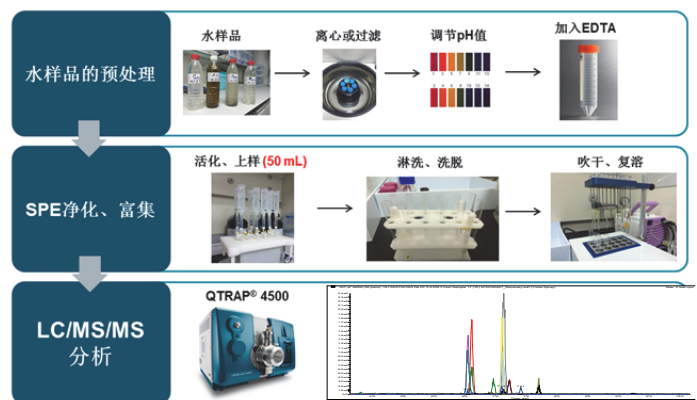 水样品的预处理
水样品
离心或过滤
调节pH值
加入EDTA
SPE净化、富集
活化、上样(50 mL)
淋洗、洗脱
吹干、复溶
LC/MS/MS
分析
QTRAP® 4500